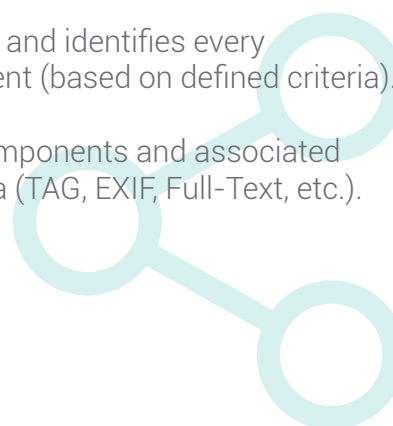 and identifies every
ent (based on defined criteria).
mponents and associated
a (TAG, EXIF, Full-Text, etc.).